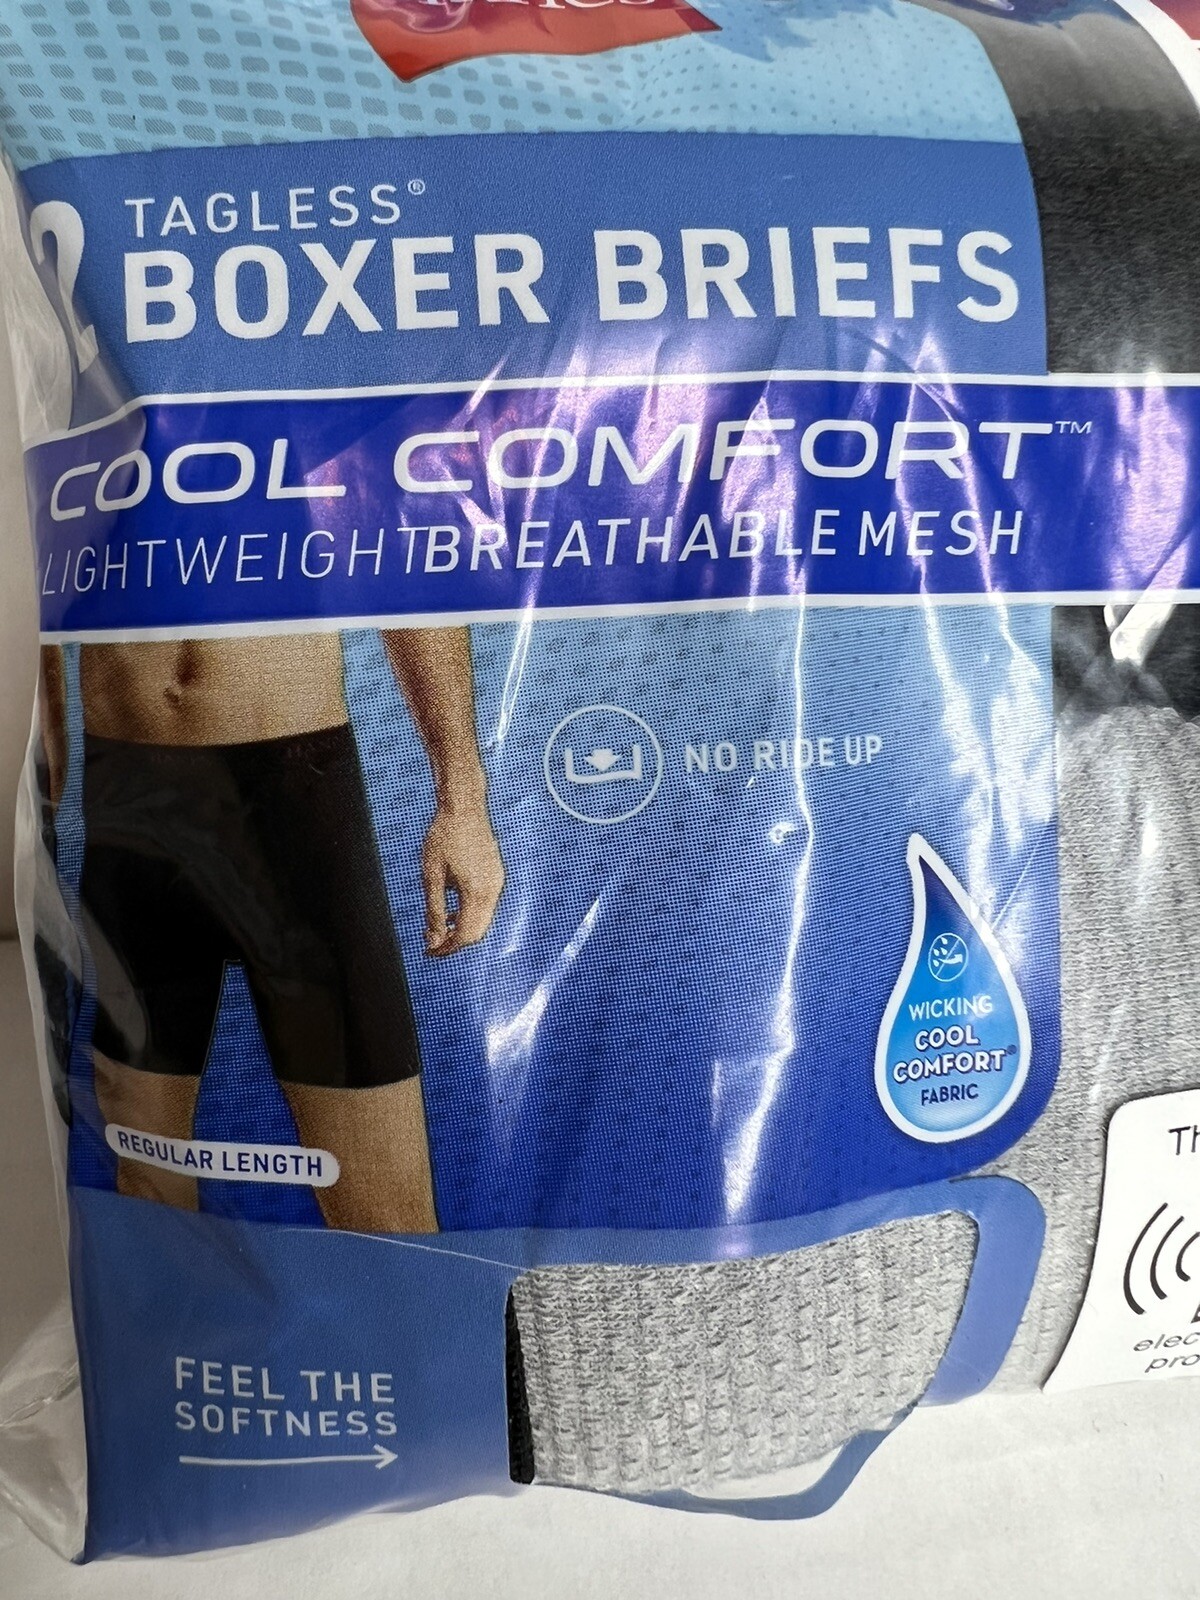 2
TAGLESS®
BOXER BRIEFS
COOL COMFORT™
LIGHTWEIGHT BREATHABLE MESH
NO RIDE UP
WICKING
COOL
COMFORT®
FABRIC
REGULAR LENGTH
FEEL THE
SOFTNESS